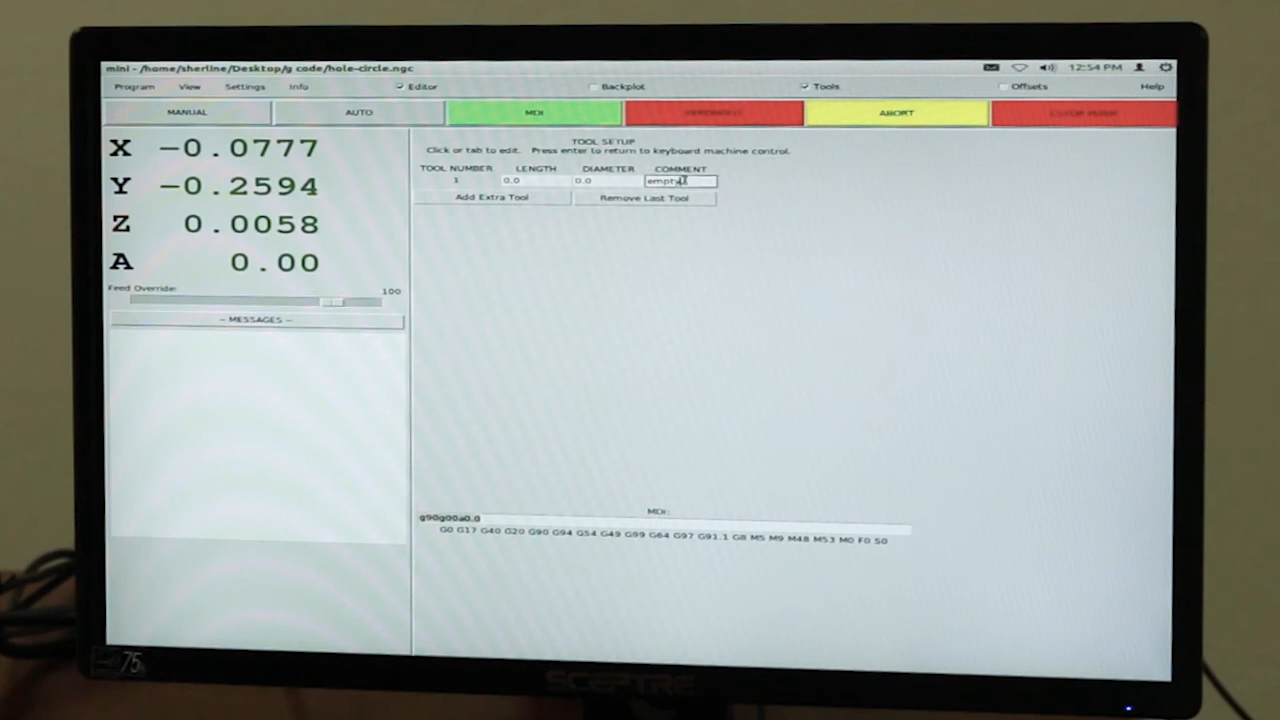 mini - /home/sherline/Desktop/g code/hole-circle.ngc 12:54 PM
Program View Settings Info Editor Backplot Tools Offsets Help
MANUAL AUTO MDI ABORT
X -0.0777
Y -0.2594
Z 0.0058
A 0.00
Feed Override: 100
-- MESSAGES --
TOOL SETUP
Click or tab to edit. Press enter to return to keyboard machine control.
TOOL NUMBER LENGTH DIAMETER COMMENT
1 0.0 0.0 empty
Add Extra Tool Remove Last Tool
MDI:
g90g00a0.0
G0 G17 G40 G20 G90 G94 G54 G49 G99 G64 G97 G91.1 G8 M5 M9 M48 M53 M0 F0 S0
75
SCEPTRE